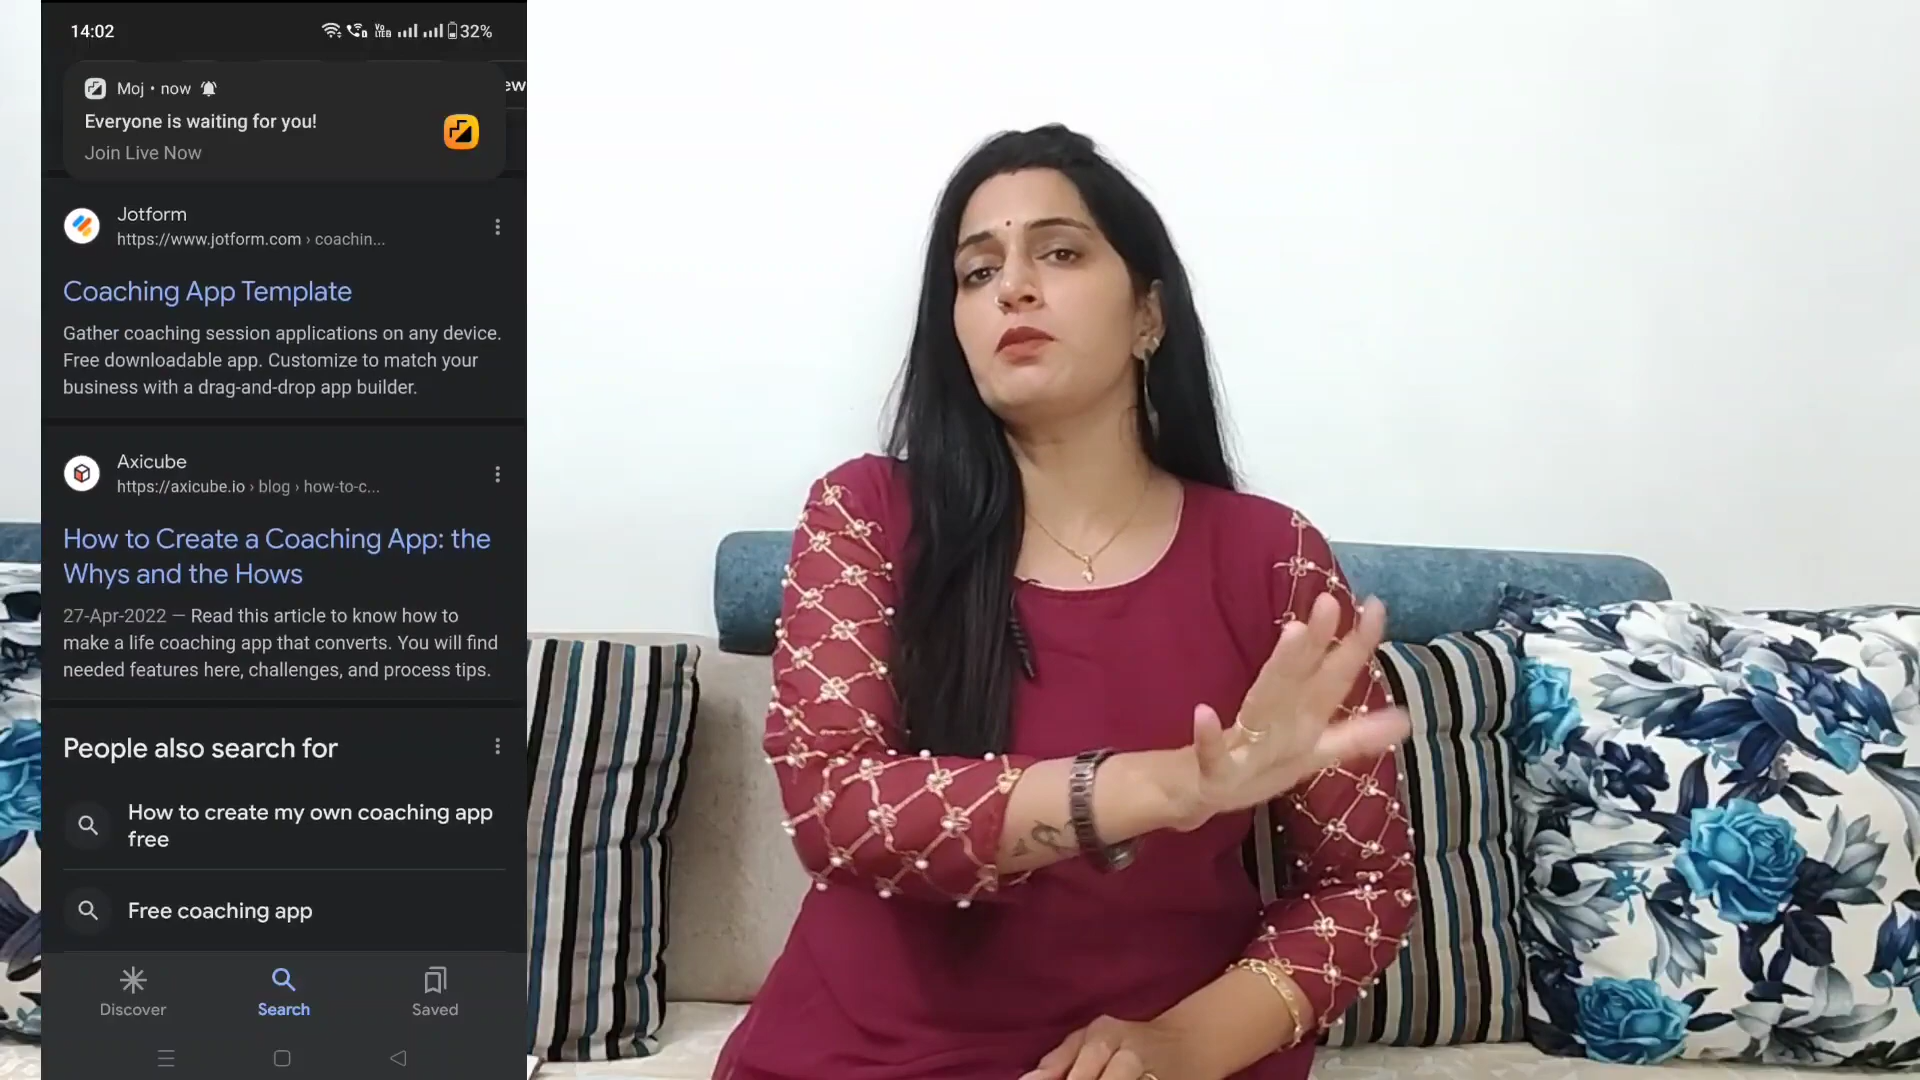 14:02
Vo
LTE
32%
Moj • now
ew
Everyone is waiting for you!
Join Live Now
Jotform
https://www.jotform.com › coachin...
Coaching App Template
Gather coaching session applications on any device.
Free downloadable app. Customize to match your
business with a drag-and-drop app builder.
Axicube
https://axicube.io › blog › how-to-c...
How to Create a Coaching App: the
Whys and the Hows
27-Apr-2022 — Read this article to know how to
make a life coaching app that converts. You will find
needed features here, challenges, and process tips.
People also search for
How to create my own coaching app
free
Free coaching app
Discover
Search
Saved